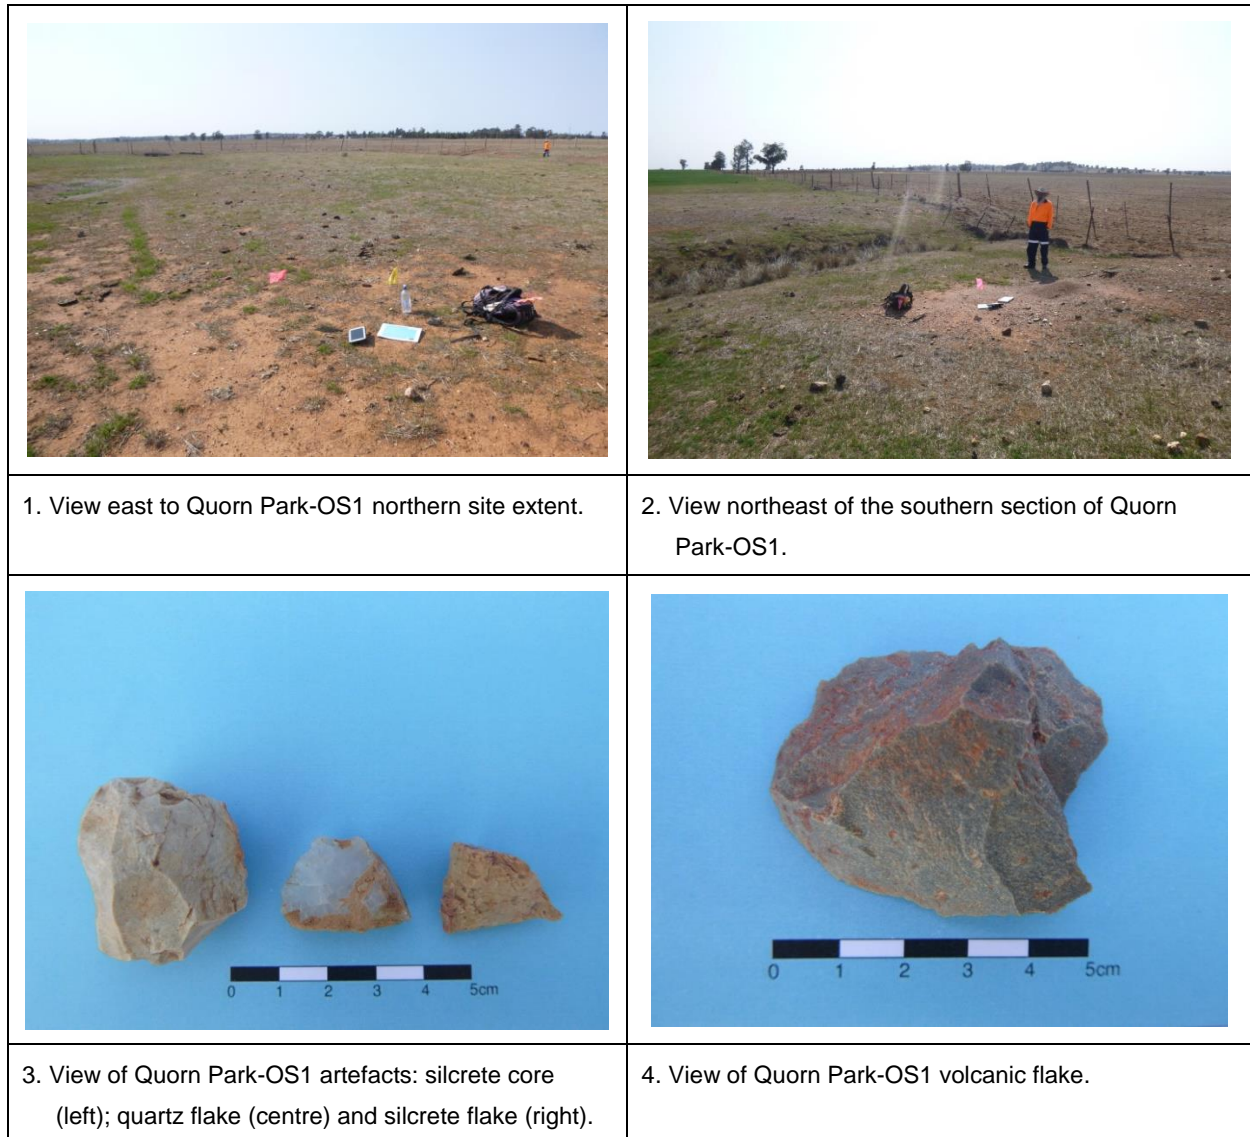 1. View east to Quorn Park-OS1 northern site extent.
2. View northeast of the southern section of Quorn
Park-OS1.
0 1 2 3 4 5cm
0 1 2 3 4 5cm
3. View of Quorn Park-OS1 artefacts: silcrete core
(left); quartz flake (centre) and silcrete flake (right).
4. View of Quorn Park-OS1 volcanic flake.